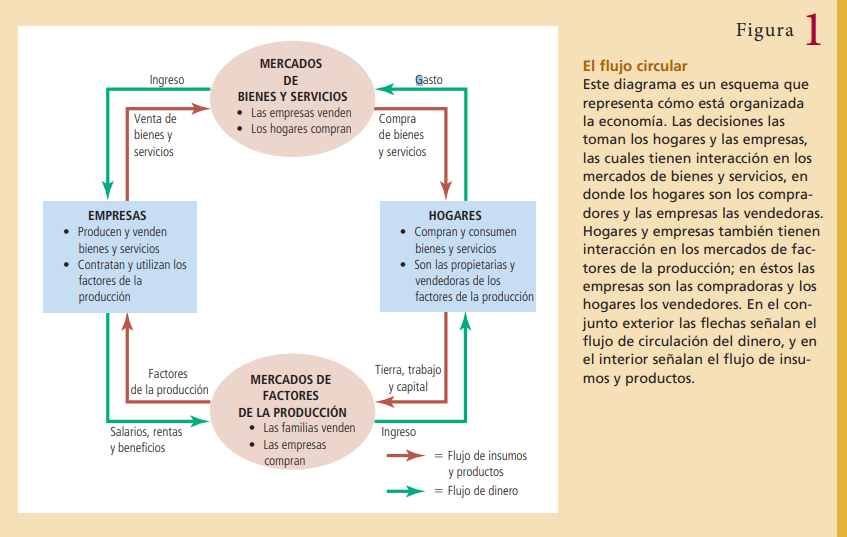 Figura 1
El flujo circular
Este diagrama es un esquema que
representa cómo está organizada
la economía. Las decisiones las
toman los hogares y las empresas,
las cuales tienen interacción en los
mercados de bienes y servicios, en
donde los hogares son los compra-
dores y las empresas las vendedoras.
Hogares y empresas también tienen
interacción en los mercados de fac-
tores de la producción; en éstos las
empresas son las compradoras y los
hogares los vendedores. En el con-
junto exterior las flechas señalan el
flujo de circulación del dinero, y en
el interior señalan el flujo de insu-
mos y productos.
MERCADOS
DE
BIENES Y SERVICIOS
• Las empresas venden
• Los hogares compran
Ingreso
Gasto
Venta de
bienes y
servicios
Compra
de bienes
y servicios
EMPRESAS
• Producen y venden
bienes y servicios
• Contratan y utilizan los
factores de la
producción
HOGARES
• Compran y consumen
bienes y servicios
• Son las propietarias y
vendedoras de los
factores de la producción
Factores
de la producción
Tierra, trabajo
y capital
MERCADOS DE
FACTORES
DE LA PRODUCCIÓN
• Las familias venden
• Las empresas
compran
Salarios, rentas
y beneficios
Ingreso
= Flujo de insumos
y productos
= Flujo de dinero